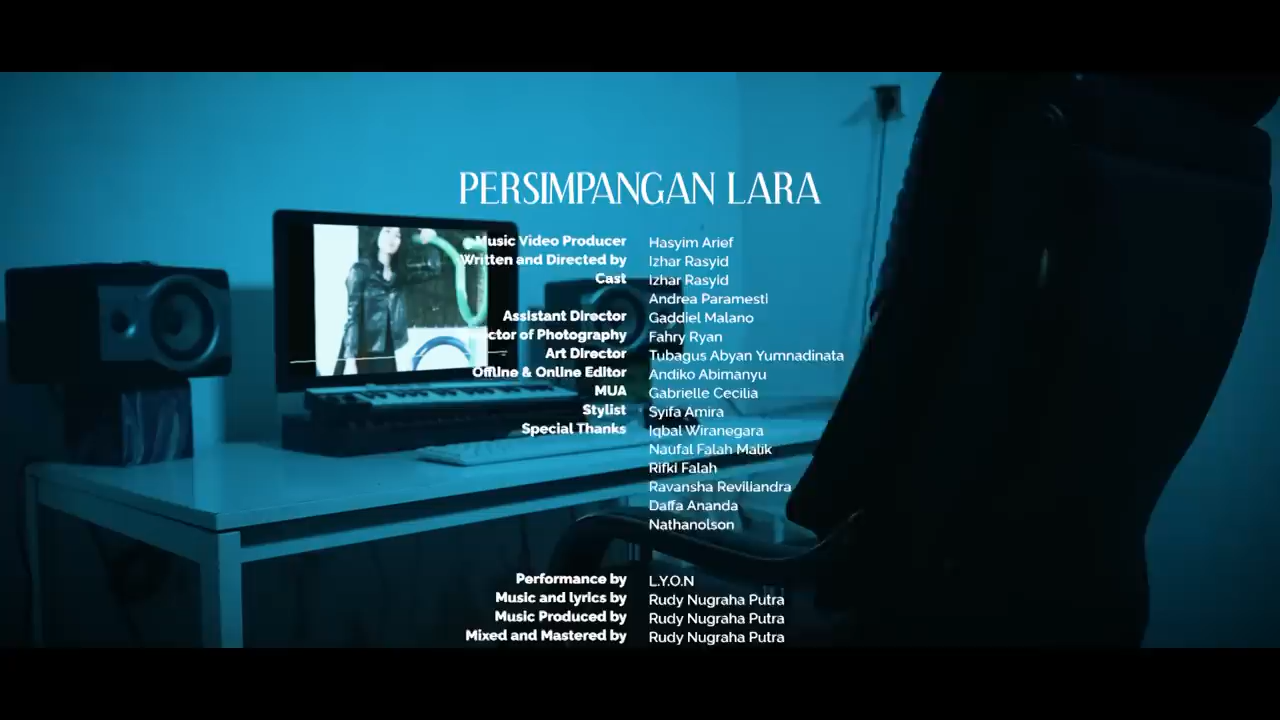 PERSIMPANGAN LARA
Music Video Producer Hasyim Arief
Written and Directed by Izhar Rasyid
Cast Izhar Rasyid
Andrea Paramesti
Assistant Director Gaddiel Malano
of Photography Fahry Ryan
Art Director Tubagus Abyan Yumnadinata
Offline & Online Editor Andiko Abimanyu
MUA Gabrielle Cecilia
Stylist Syifa Amira
Special Thanks Iqbal Wiranegara
Naufal Falah Malik
Rifki Falah
Ravansha Reviliandra
Daffa Ananda
Nathanolson
Performance by L.Y.O.N
Music and lyrics by Rudy Nugraha Putra
Music Produced by Rudy Nugraha Putra
Mixed and Mastered by Rudy Nugraha Putra